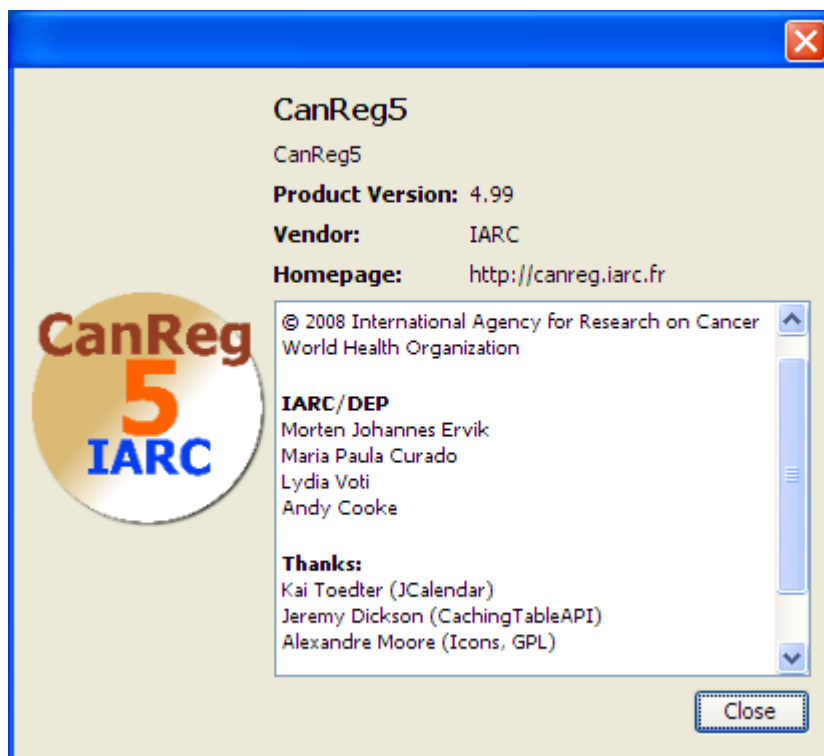 CanReg5
CanReg5
Product Version: 4.99
Vendor: IARC
Homepage: http://canreg.iarc.fr
CanReg
5
IARC
© 2008 International Agency for Research on Cancer
World Health Organization
IARC/DEP
Morten Johannes Ervik
Maria Paula Curado
Lydia Voti
Andy Cooke
Thanks:
Kai Toedter (JCalendar)
Jeremy Dickson (CachingTableAPI)
Alexandre Moore (Icons, GPL)
Close